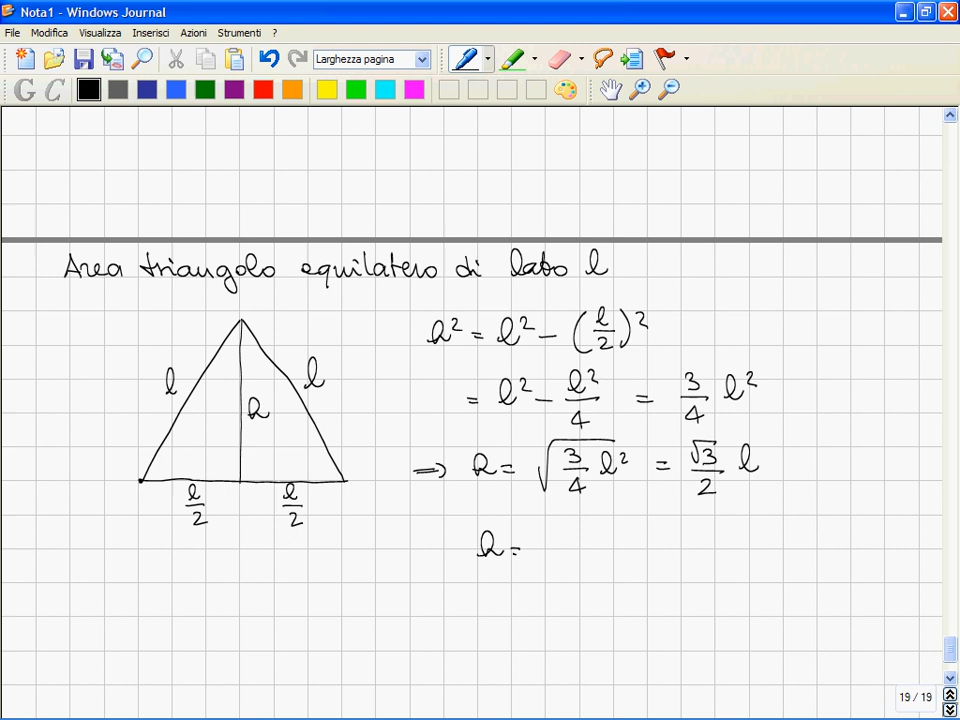 Nota1 - Windows Journal
File Modifica Visualizza Inserisci Azioni Strumenti ?
Larghezza pagina
G C
Area triangolo equilatero di lato l
h² = l² - (l/2)²
l l
= l² - l²/4 = 3/4 l²
h
=> h = √(3/4 l²) = √3/2 l
l/2 l/2
h =
19 / 19